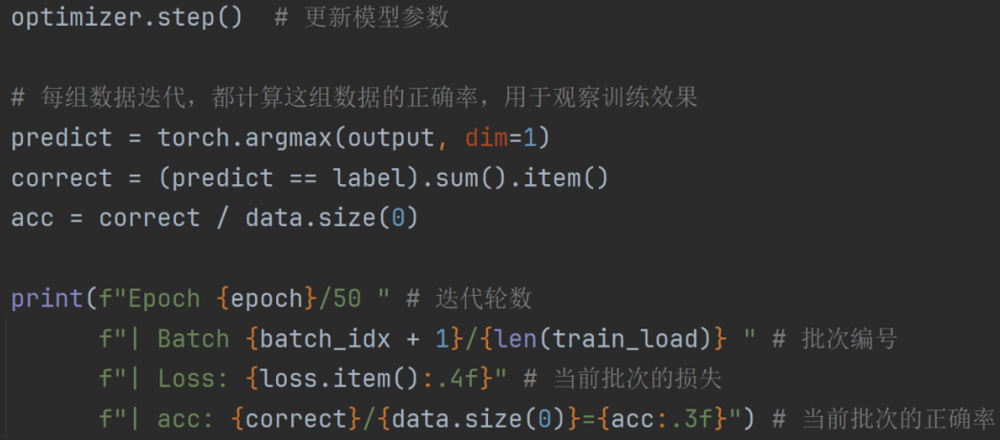 optimizer.step()  # 更新模型参数
# 每组数据迭代，都计算这组数据的正确率，用于观察训练效果
predict = torch.argmax(output, dim=1)
correct = (predict == label).sum().item()
acc = correct / data.size(0)
print(f"Epoch {epoch}/50 " # 迭代轮数
f"| Batch {batch_idx + 1}/{len(train_load)} " # 批次编号
f"| Loss: {loss.item():.4f}" # 当前批次的损失
f"| acc: {correct}/{data.size(0)}={acc:.3f}") # 当前批次的正确率